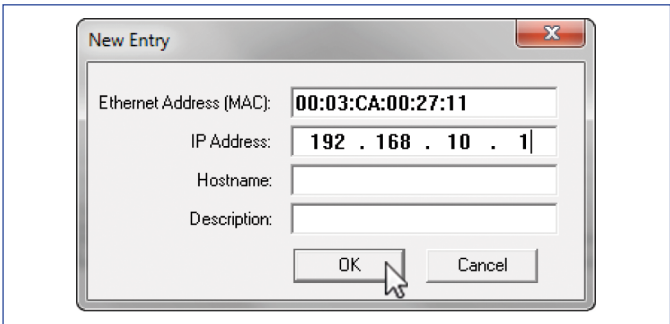 New Entry
Ethernet Address (MAC): 00:03:CA:00:27:11
IP Address: 192 . 168 . 10 . 1
Hostname:
Description:
OK Cancel